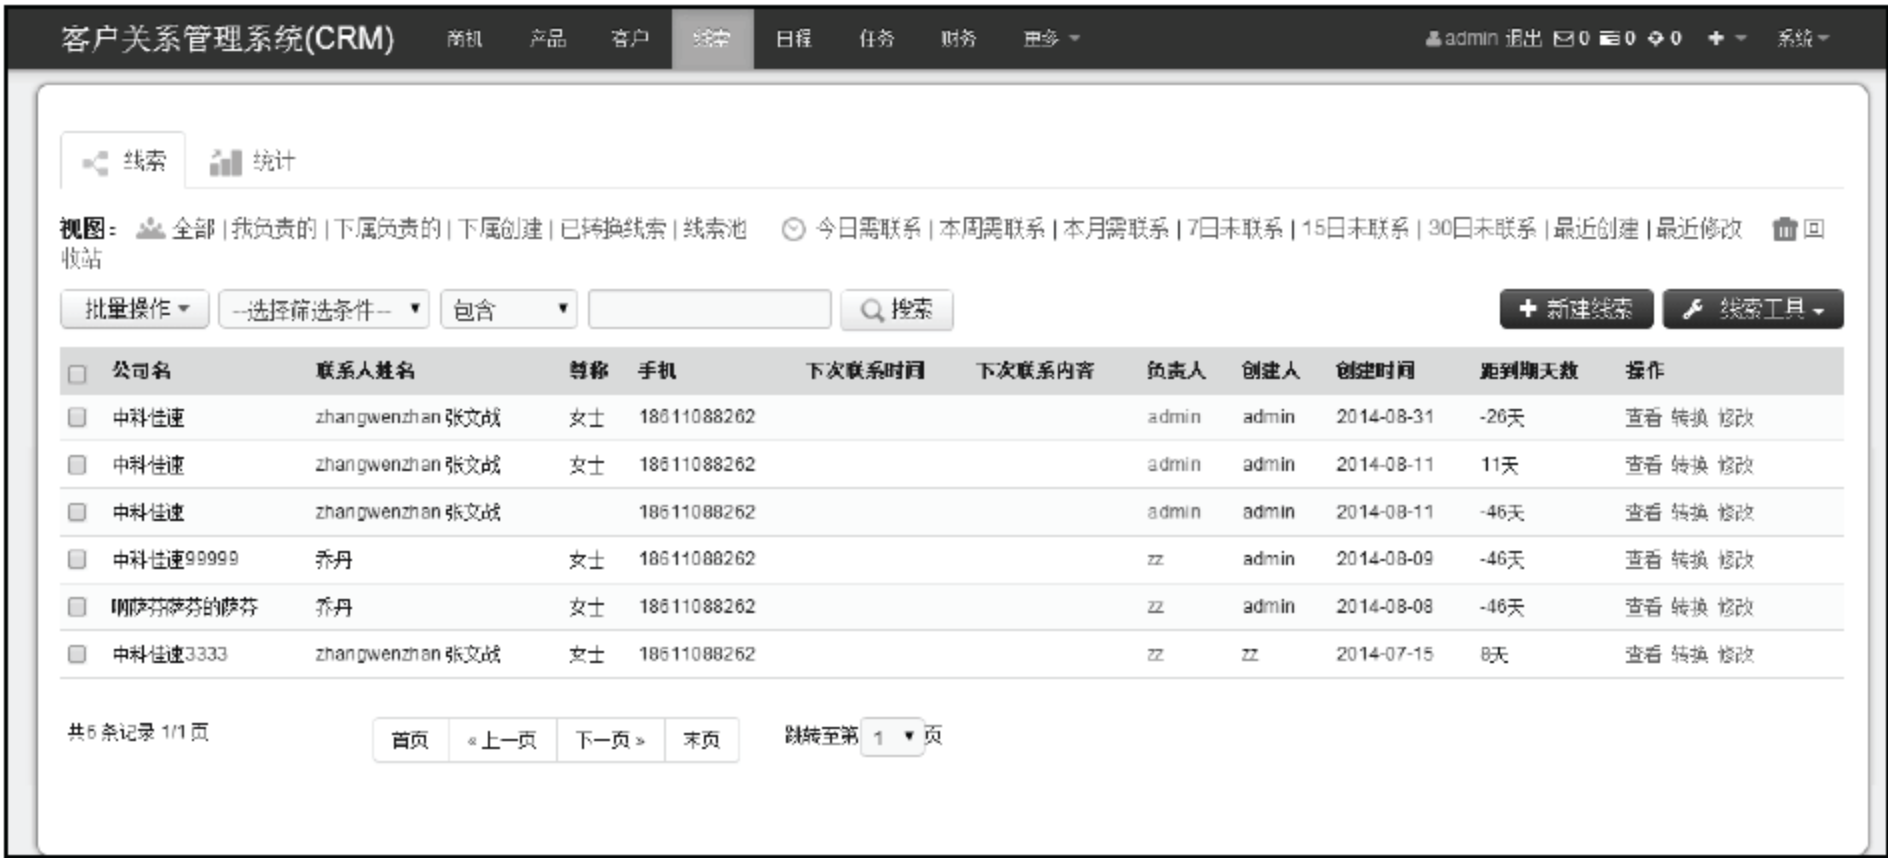 客户关系管理系统(CRM) 商机 产品 客户 线索 日程 任务 财务 更多 admin 退出 0 0 0 系统
线索 统计
视图: 全部 | 我负责的 | 下属负责的 | 下属创建 | 已转换线索 | 线索池 今日需联系 | 本周需联系 | 本月需联系 | 7日未联系 | 15日未联系 | 30日未联系 | 最近创建 | 最近修改 回
收站
批量操作 --选择筛选条件-- 包含 搜索 新建线索 线索工具
公司名 联系人姓名 尊称 手机 下次联系时间 下次联系内容 负责人 创建人 创建时间 距到期天数 操作
中科佳速 zhangwenzhan 张文战 女士 18611088262 admin admin 2014-08-31 -26天 查看 转换 修改
中科佳速 zhangwenzhan 张文战 女士 18611088262 admin admin 2014-08-11 11天 查看 转换 修改
中科佳速 zhangwenzhan 张文战 18611088262 admin admin 2014-08-11 -46天 查看 转换 修改
中科佳速99999 乔丹 女士 18611088262 zz admin 2014-08-09 -46天 查看 转换 修改
啊萨芬萨芬的萨芬 乔丹 女士 18611088262 zz admin 2014-08-08 -46天 查看 转换 修改
中科佳速3333 zhangwenzhan 张文战 女士 18611088262 zz zz 2014-07-15 8天 查看 转换 修改
共6 条记录 1/1 页 首页 « 上一页 下一页 » 末页 跳转至第 1 页